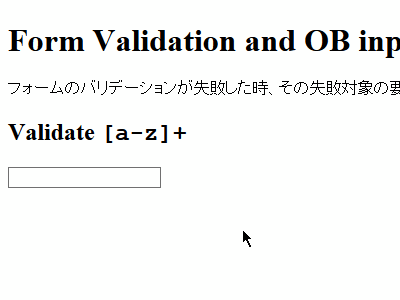 Form Validation and OB inp
フォームのバリデーションが失敗した時、その失敗対象の要
Validate [a-z]+